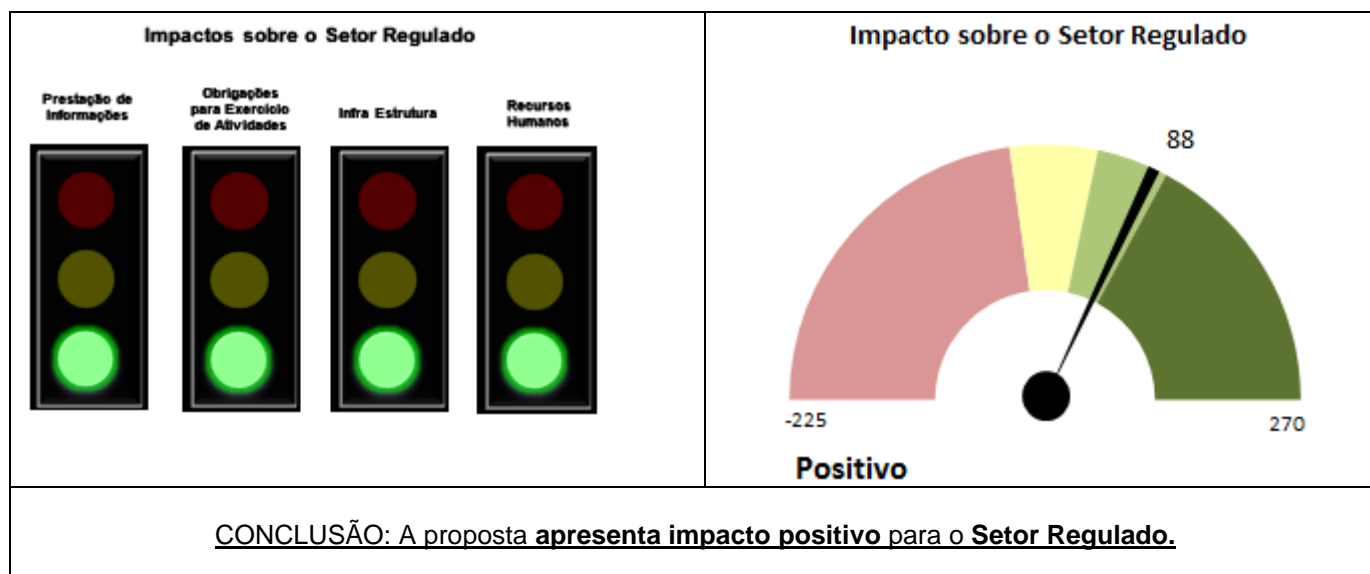 Impactos sobre o Setor Regulado
Prestação de
Informações
Obrigações
para Exercício
de Atividades
Infra Estrutura
Recursos
Humanos
Impacto sobre o Setor Regulado
88
-225
270
Positivo
CONCLUSÃO: A proposta apresenta impacto positivo para o Setor Regulado.